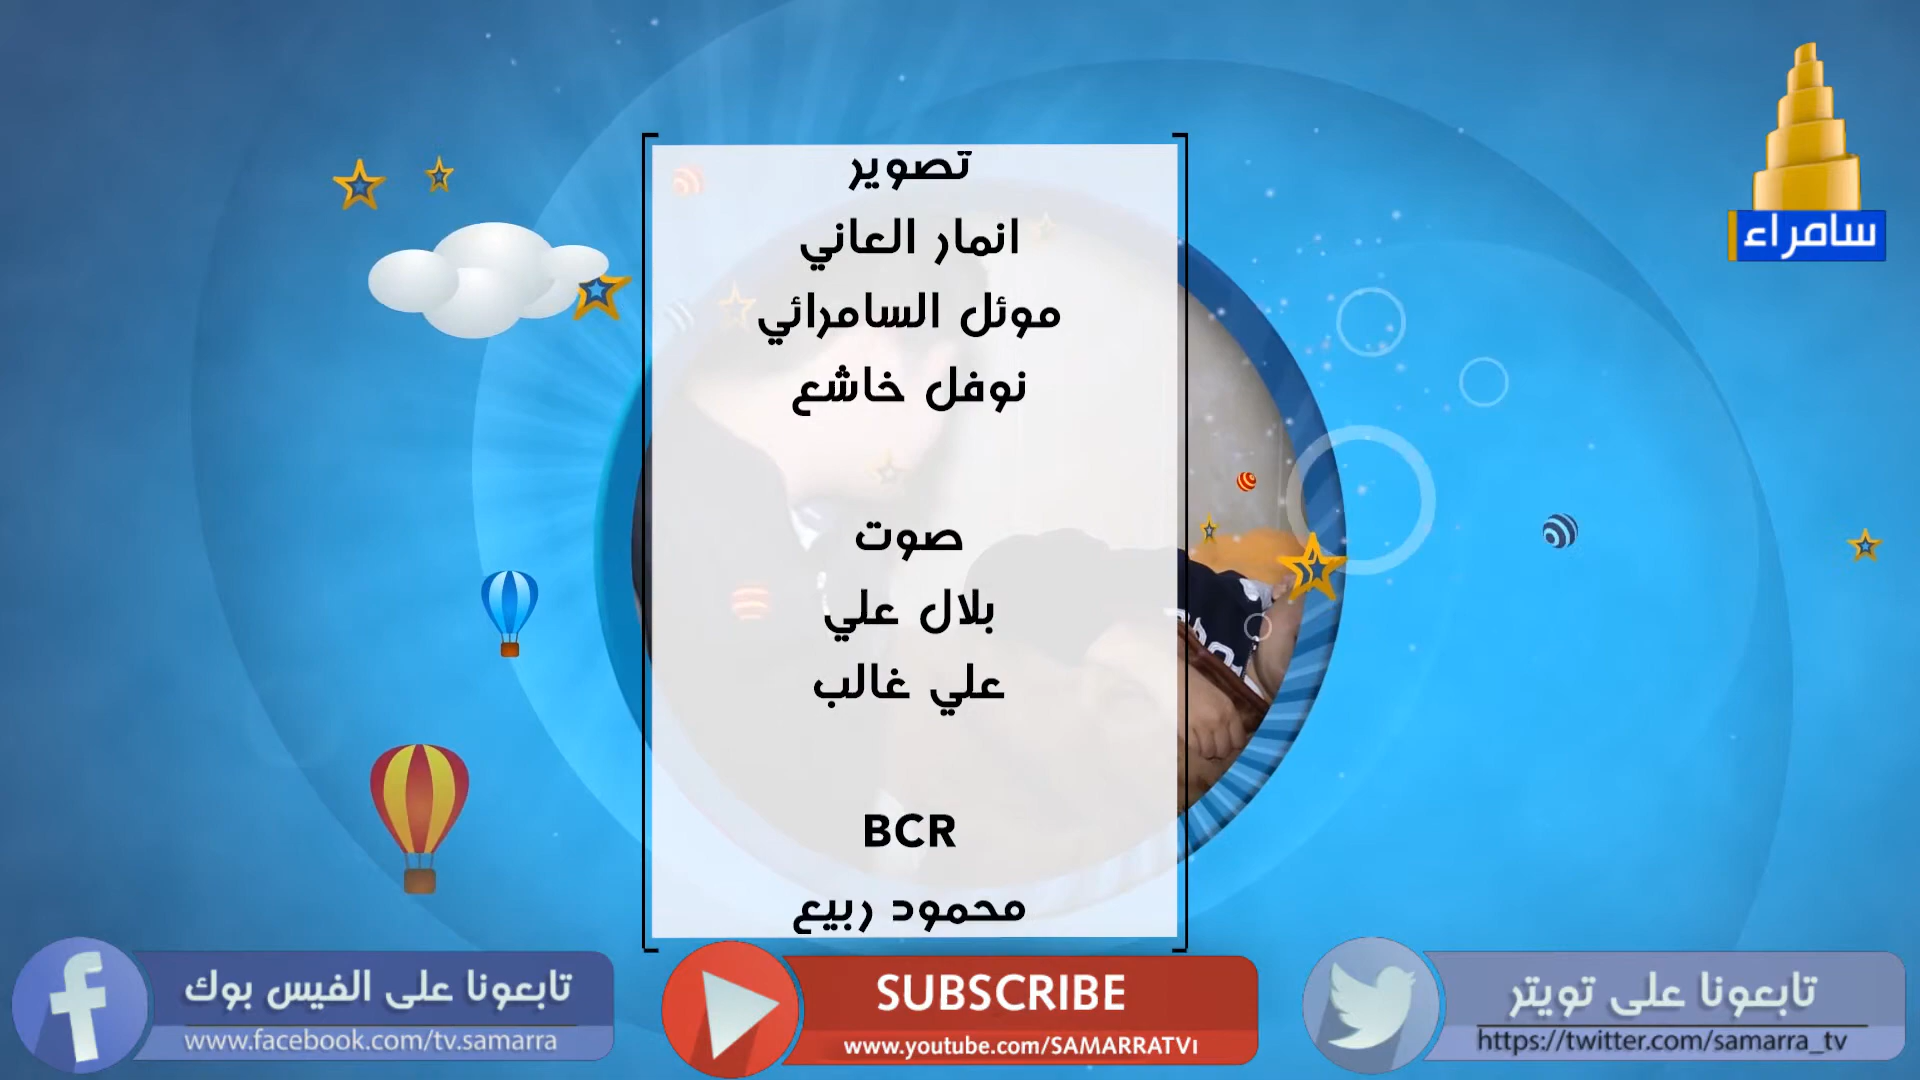 سامراء
تصوير
انمار العاني
موئل السامرائي
نوفل خاشع
صوت
بلال علي
علي غالب
BCR
محمود ربيع
تابعونا على الفيس بوك
www.facebook.com/tv.samarra
SUBSCRIBE
www.youtube.com/SAMARRATV1
تابعونا على تويتر
https://twitter.com/samarra_tv